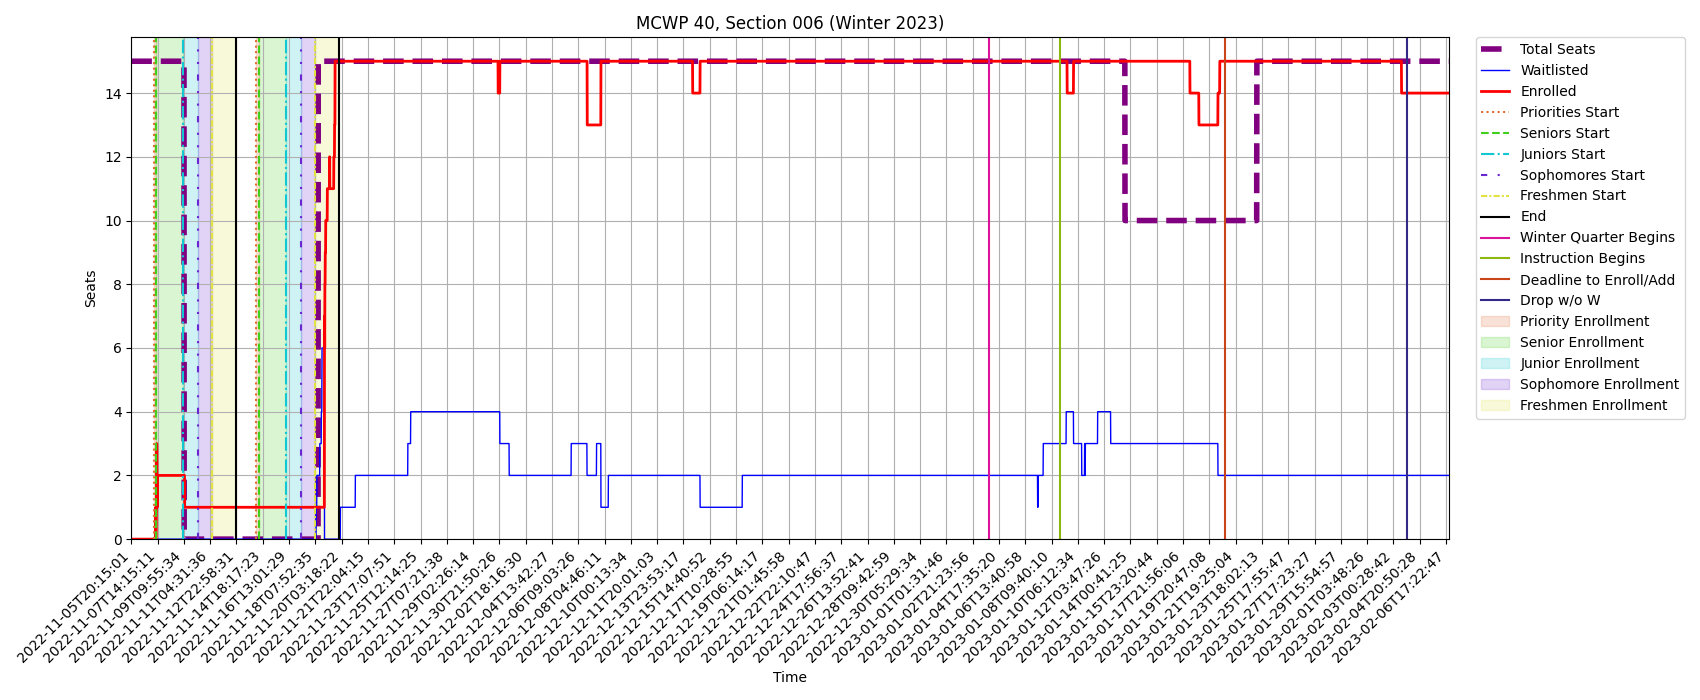 MCWP 40, Section 006 (Winter 2023)
Seats
14
12
10
8
6
4
2
0
Total Seats
Waitlisted
Enrolled
Priorities Start
Seniors Start
Juniors Start
Sophomores Start
Freshmen Start
End
Winter Quarter Begins
Instruction Begins
Deadline to Enroll/Add
Drop w/o W
Priority Enrollment
Senior Enrollment
Junior Enrollment
Sophomore Enrollment
Freshmen Enrollment
2022-11-05T20:15:01
2022-11-07T14:15:11
2022-11-09T09:55:34
2022-11-11T04:31:36
2022-11-12T22:58:31
2022-11-14T18:17:23
2022-11-16T13:01:29
2022-11-18T07:52:35
2022-11-20T03:18:22
2022-11-21T22:04:15
2022-11-23T17:07:51
2022-11-25T12:14:25
2022-11-27T07:21:38
2022-11-29T02:26:14
2022-11-30T21:50:26
2022-12-02T18:16:30
2022-12-04T13:42:27
2022-12-06T09:03:26
2022-12-08T04:46:11
2022-12-10T00:13:34
2022-12-11T20:01:03
2022-12-13T23:53:17
2022-12-15T14:40:52
2022-12-17T10:28:55
2022-12-19T06:14:17
2022-12-21T01:45:58
2022-12-22T22:10:47
2022-12-24T17:56:37
2022-12-26T13:52:41
2022-12-28T09:42:59
2022-12-30T05:29:34
2023-01-01T01:31:46
2023-01-02T21:23:56
2023-01-04T17:35:20
2023-01-06T13:40:58
2023-01-08T09:40:10
2023-01-10T06:12:34
2023-01-12T03:47:26
2023-01-14T00:41:25
2023-01-15T23:20:44
2023-01-17T21:56:06
2023-01-19T20:47:08
2023-01-21T19:25:04
2023-01-23T18:02:13
2023-01-25T17:55:47
2023-01-27T17:23:27
2023-01-29T15:54:57
2023-02-01T03:48:26
2023-02-03T00:28:42
2023-02-04T20:50:28
2023-02-06T17:22:47
Time